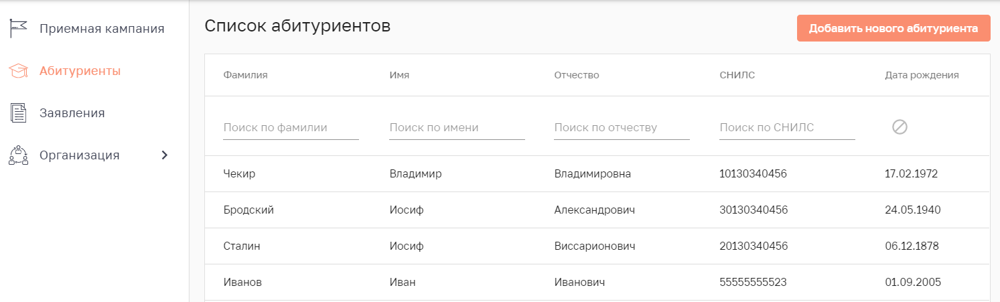 Приемная кампания
Абитуриенты
Заявления
Организация
Список абитуриентов
Добавить нового абитуриента
Фамилия Имя Отчество СНИЛС Дата рождения
Поиск по фамилии Поиск по имени Поиск по отчеству Поиск по СНИЛС
Чекир Владимир Владимировна 10130340456 17.02.1972
Бродский Иосиф Александрович 30130340456 24.05.1940
Сталин Иосиф Виссарионович 20130340456 06.12.1878
Иванов Иван Иванович 55555555523 01.09.2005